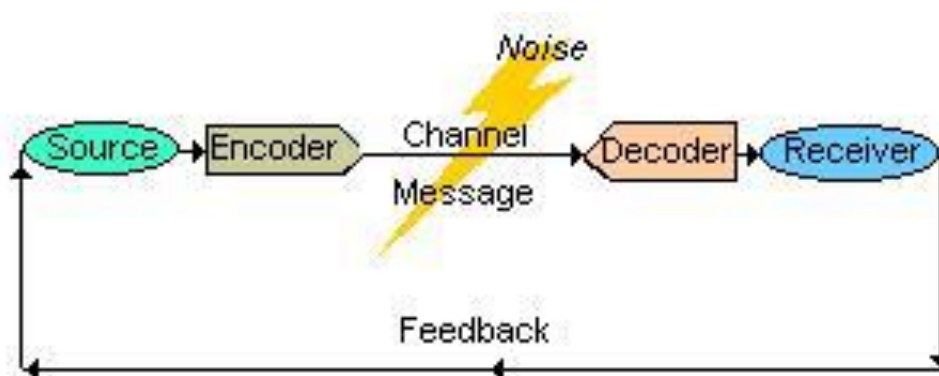 Noise
Source
Encoder
Channel
Decoder
Receiver
Message
Feedback